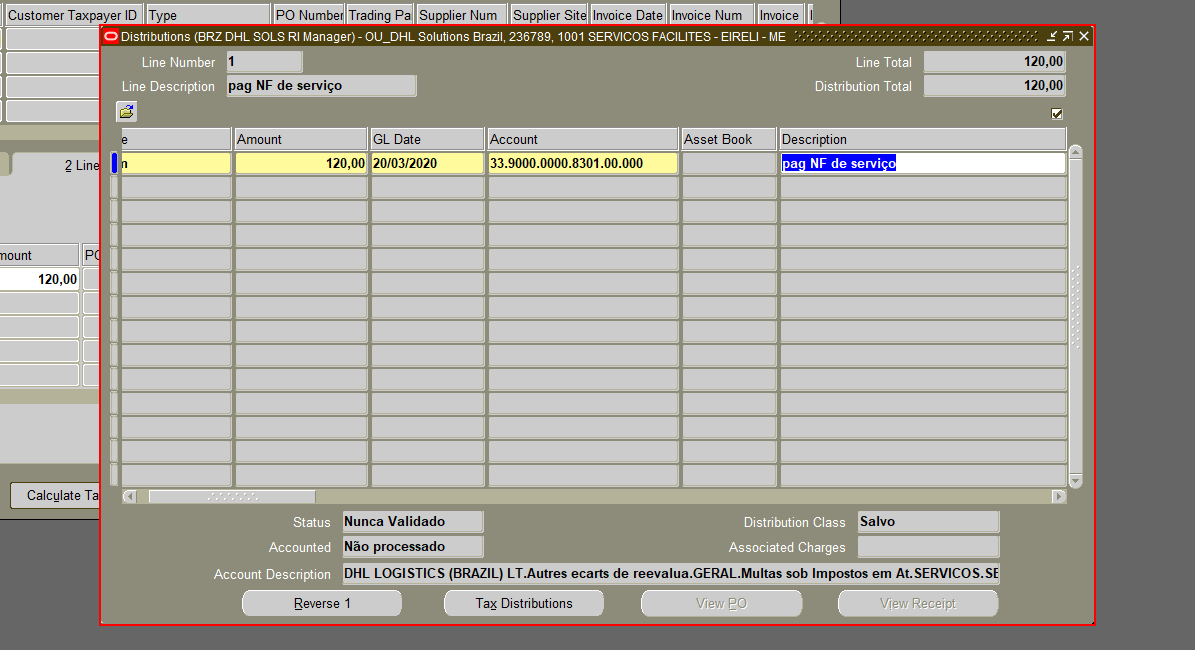 Customer Taxpayer ID Type PO Number Trading Pa Supplier Num Supplier Site Invoice Date Invoice Num Invoice
Distributions (BRZ DHL SOLS RI Manager) - OU_DHL Solutions Brazil, 236789, 1001 SERVICOS FACILITES - EIRELI - ME
Line Number 1 Line Total 120,00
Line Description pag NF de serviço Distribution Total 120,00
e Amount GL Date Account Asset Book Description
2 Line n 120,00 20/03/2020 33.9000.0000.8301.00.000 pag NF de serviço
mount PO
120,00
Calculate Ta
Status Nunca Validado Distribution Class Salvo
Accounted Não processado Associated Charges
Account Description DHL LOGISTICS (BRAZIL) LT.Autres ecarts de reevalua.GERAL.Multas sob Impostos em At.SERVICOS.SE
Reverse 1 Tax Distributions View PO View Receipt